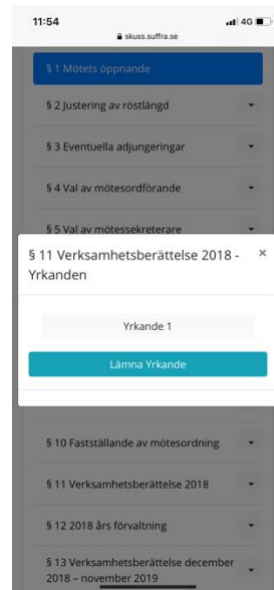 11:54
4G
skuss.suffra.se
§ 1 Mötets öppnande
§ 2 Justering av röstlängd
§ 3 Eventuella adjungeringar
§ 4 Val av mötesordförande
§ 5 Val av mötessekreterare
§ 11 Verksamhetsberättelse 2018 - ×
Yrkanden
Yrkande 1
Lämna Yrkande
§ 10 Fastställande av mötesordning
§ 11 Verksamhetsberättelse 2018
§ 12 2018 års förvaltning
§ 13 Verksamhetsberättelse december
2018 – november 2019